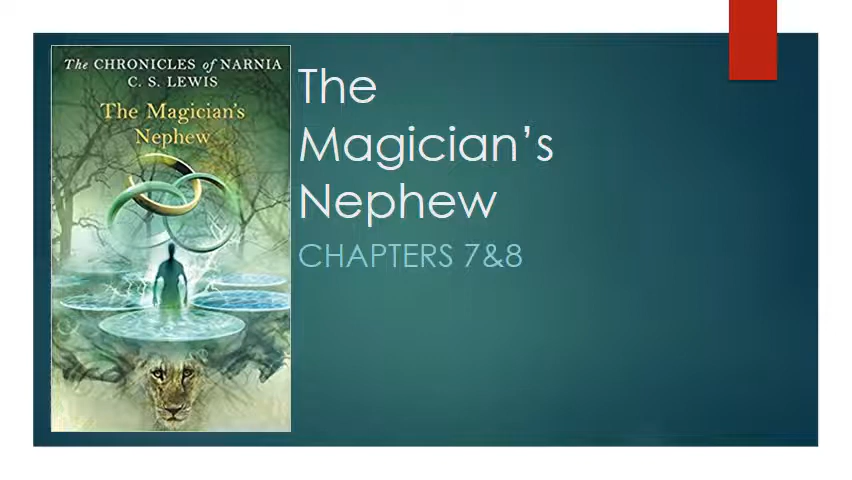 The CHRONICLES of NARNIA
C. S. LEWIS
The Magician's
Nephew
The
Magician’s
Nephew
CHAPTERS 7&8